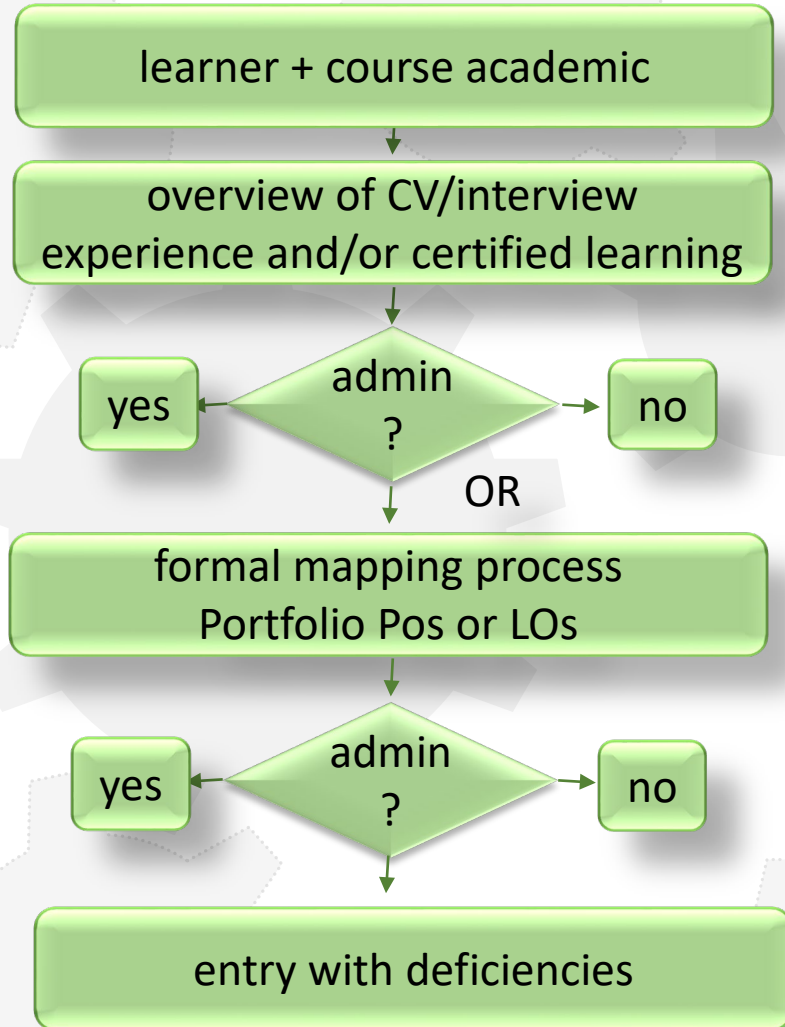 learner + course academic
overview of CV/interview
experience and/or certified learning
admin
?
yes
no
OR
formal mapping process
Portfolio Pos or LOs
admin
?
yes
no
entry with deficiencies